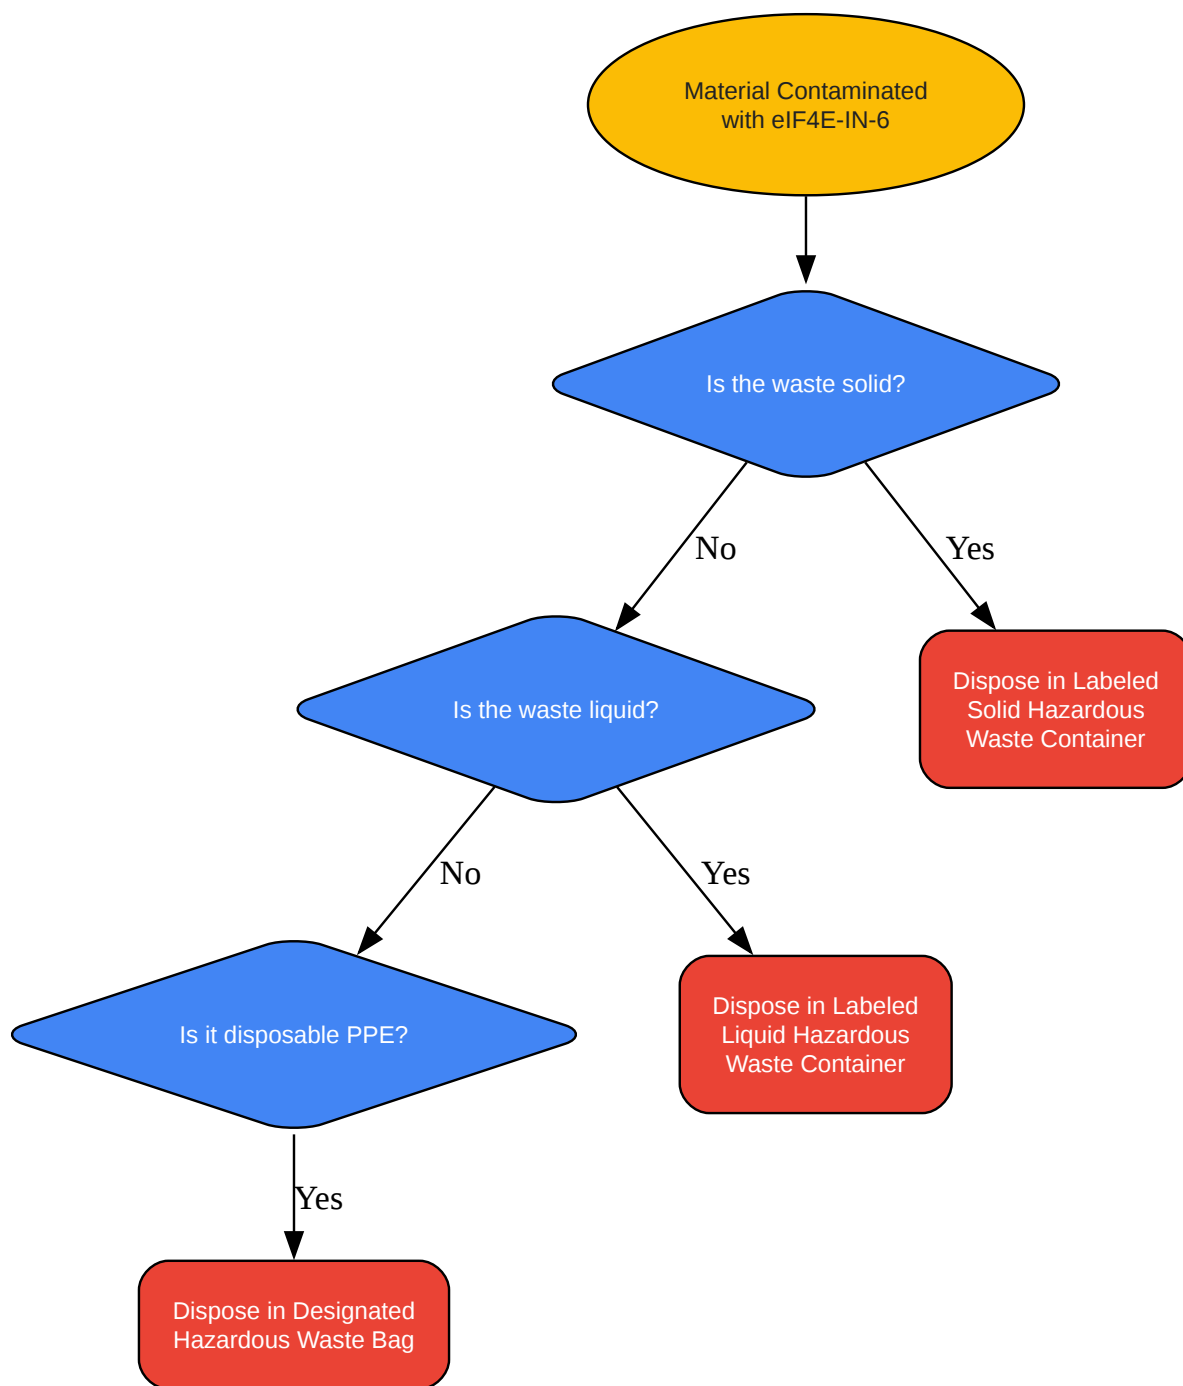 Material Contaminated
with eIF4E-IN-6
Is the waste solid?
No
Yes
Is the waste liquid?
Dispose in Labeled
Solid Hazardous
Waste Container
No
Yes
Is it disposable PPE?
Dispose in Labeled
Liquid Hazardous
Waste Container
Yes
Dispose in Designated
Hazardous Waste Bag